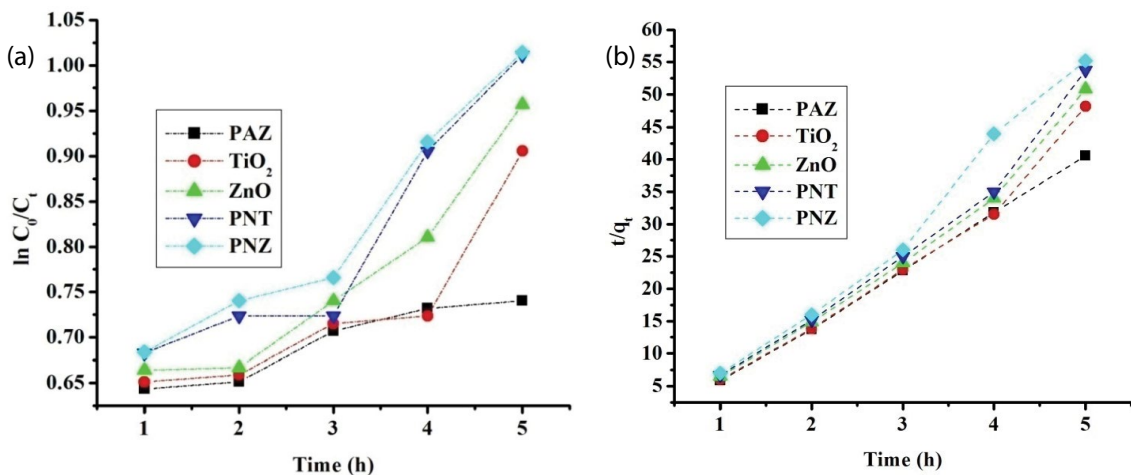 (a)
1.05
1.00
0.95
0.90
0.85
0.80
0.75
0.70
0.65
ln C₀/Cₜ
PAZ
TiO₂
ZnO
PNT
PNZ
1 2 3 4 5
Time (h)
(b)
60
55
50
45
40
35
30
25
20
15
10
5
t/qₜ
PAZ
TiO₂
ZnO
PNT
PNZ
1 2 3 4 5
Time (h)